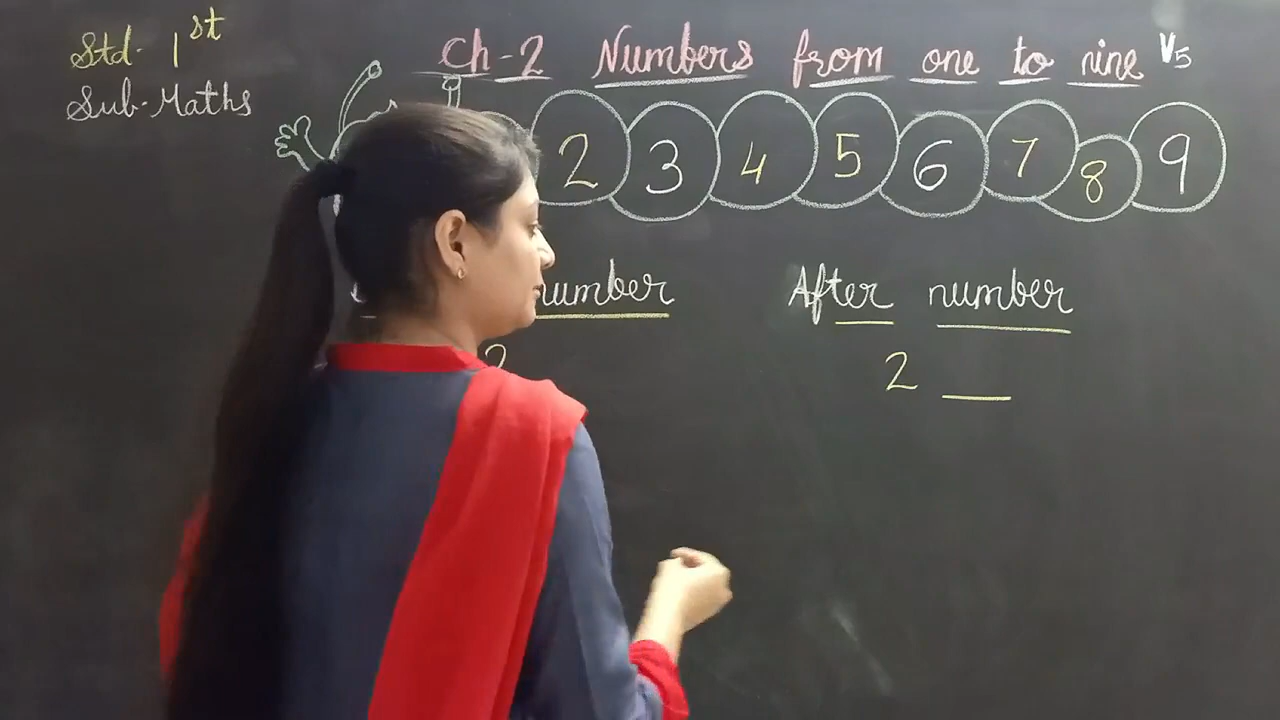 Std- 1st
Sub-Maths
Ch-2 Numbers from one to nine V5
2 3 4 5 6 7 8 9
number
After number
2
2 __